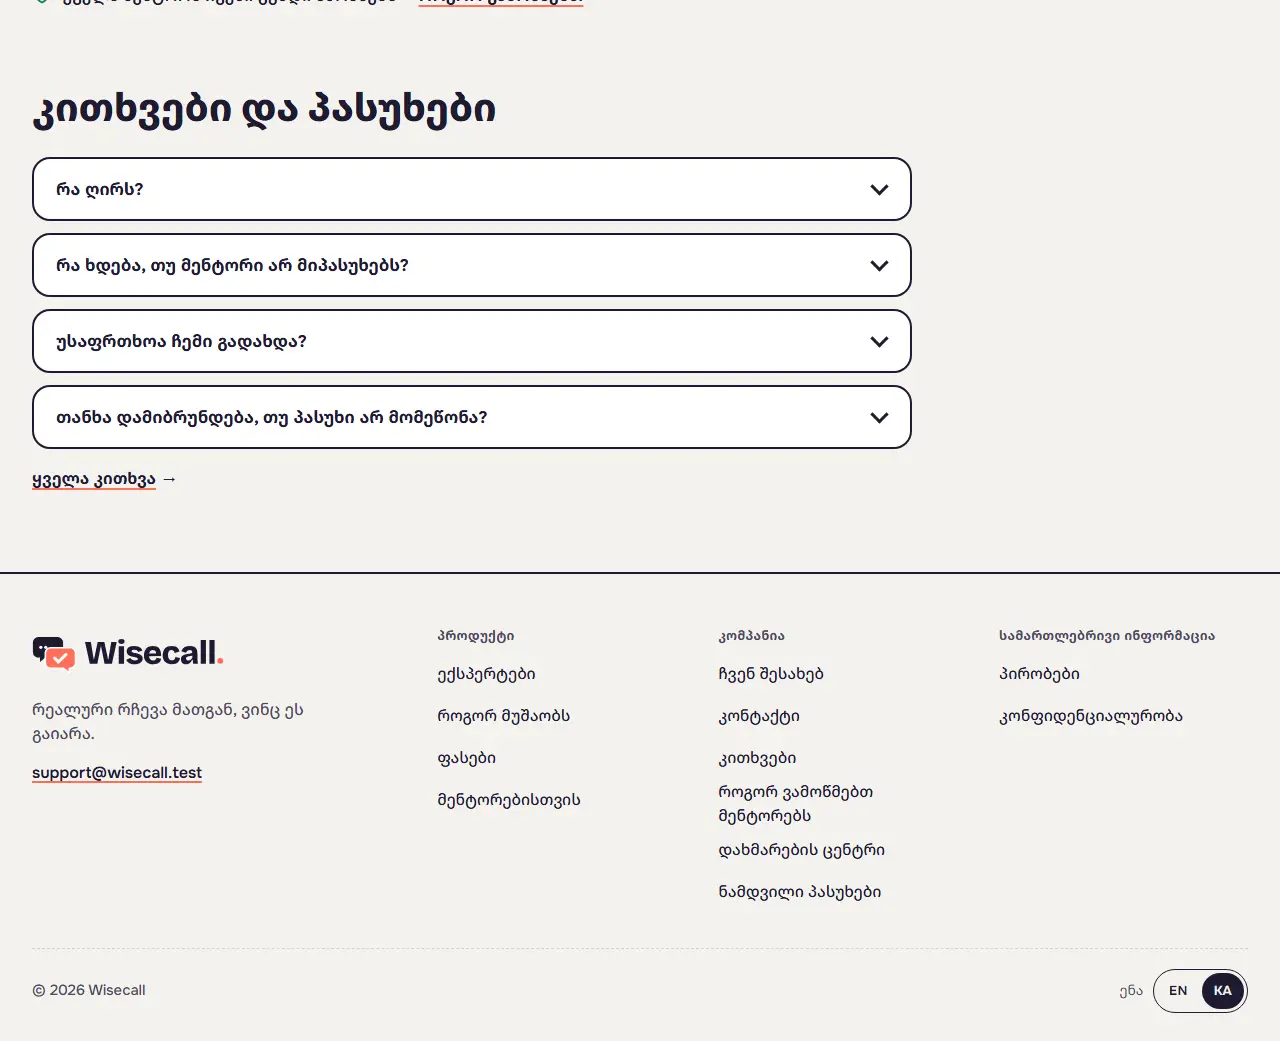 კითხვები და პასუხები
რა ღირს?
რა ხდება, თუ მენტორი არ მიპასუხებს?
უსაფრთხოა ჩემი გადახდა?
თანხა დამიბრუნდება, თუ პასუხი არ მომეწონა?
ყველა კითხვა →
Wisecall.
რეალური რჩევა მათგან, ვინც ეს
გაიარა.
support@wisecall.test
პროდუქტი
ექსპერტები
როგორ მუშაობს
ფასები
მენტორებისთვის
კომპანია
ჩვენ შესახებ
კონტაქტი
კითხვები
როგორ ვამოწმებთ
მენტორებს
დახმარების ცენტრი
ნამდვილი პასუხები
სამართლებრივი ინფორმაცია
პირობები
კონფიდენციალურობა
© 2026 Wisecall
ენა EN KA